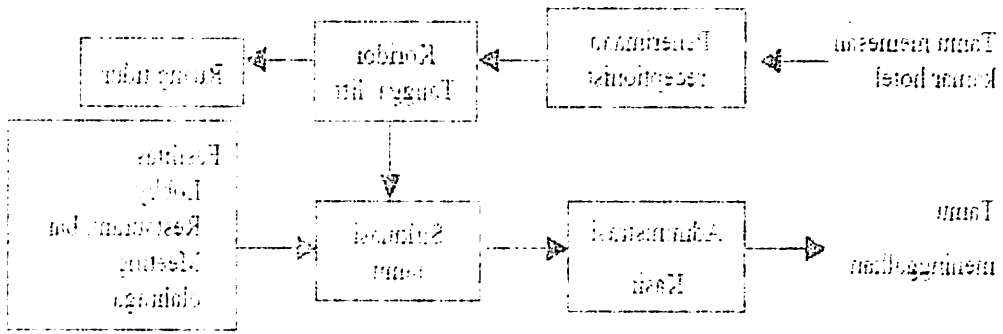 Tamu memesan
kamar hotel
Penerimaan
receptionist
Koridor
Tangga lift
Ruang tidur
Tamu
meninggalkan
Administrasi
Kasir
Sirkulasi
tamu
Fasilitas
Lobby
Restaurant bar
Meeting
olahraga